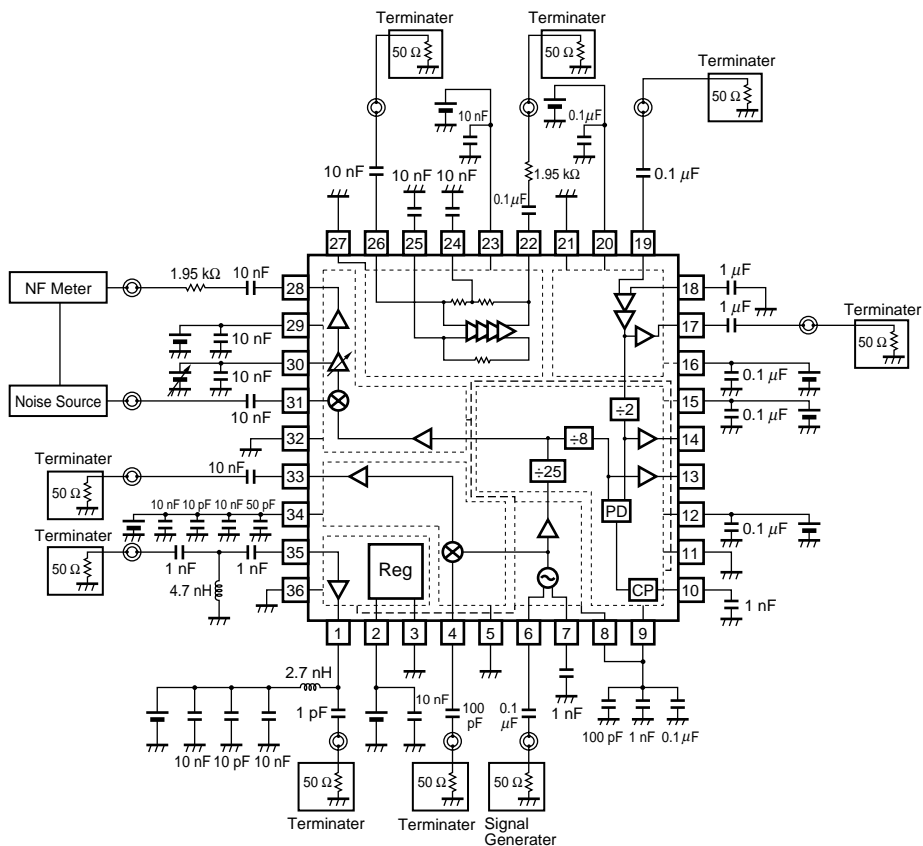 Terminater
50 Ω
Terminater
50 Ω
Terminater
50 Ω
10 nF
0.1 µF
10 nF
10 nF
10 nF
0.1 µF
1.95 kΩ
0.1 µF
27
26
25
24
23
22
21
20
19
NF Meter
1.95 kΩ
10 nF
28
29
10 nF
30
10 nF
Noise Source
10 nF
31
32
Terminater
50 Ω
10 nF
33
10 nF
10 pF
10 nF
50 pF
34
Terminater
50 Ω
1 nF
1 nF
4.7 nH
35
36
÷2
÷8
÷25
PD
CP
Reg
18
1 µF
17
1 µF
Terminater
50 Ω
16
0.1 µF
15
0.1 µF
14
13
12
0.1 µF
11
10
1 nF
1
2
3
4
5
6
7
8
9
2.7 nH
1 pF
10 nF
10 pF
10 nF
10 nF
100
pF
0.1
µF
1 nF
100 pF
1 nF
0.1 µF
50 Ω
Terminater
50 Ω
Terminater
50 Ω
Signal
Generater